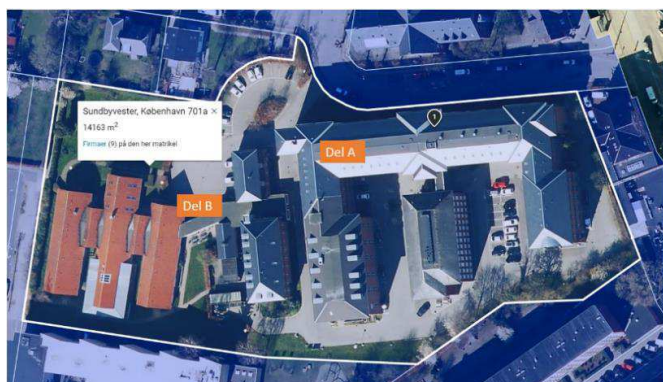 Sundbyvester, København 701a ×
14163 m²
Firmaer (9) på den her matrikel
1
Del A
Del B